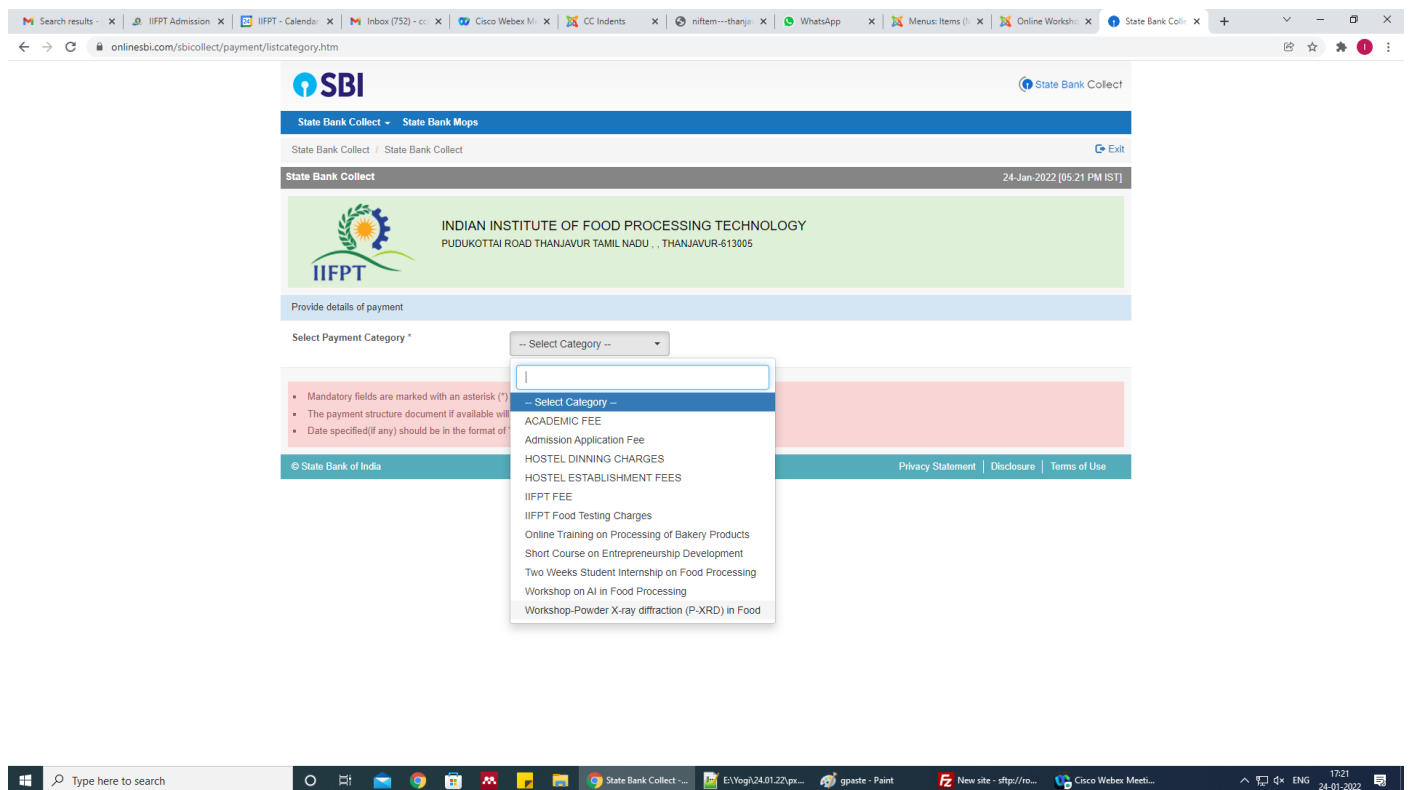 Search results -
IIFPT Admission
IIFPT - Calendar
Inbox (752) - cc
Cisco Webex M
CC Indents
niftem---thanja
WhatsApp
Menus: Items (
Online Worksho
State Bank Colle
onlinesbi.com/sbicollect/payment/listcategory.htm
SBI
State Bank Collect
State Bank Collect State Bank Mops
State Bank Collect / State Bank Collect
Exit
State Bank Collect
24-Jan-2022 [05:21 PM IST]
INDIAN INSTITUTE OF FOOD PROCESSING TECHNOLOGY
PUDUKOTTAI ROAD THANJAVUR TAMIL NADU , , THANJAVUR-613005
IIFPT
Provide details of payment
Select Payment Category *
-- Select Category --
Mandatory fields are marked with an asterisk (*)
The payment structure document if available will
Date specified(if any) should be in the format of '
-- Select Category --
ACADEMIC FEE
Admission Application Fee
HOSTEL DINNING CHARGES
HOSTEL ESTABLISHMENT FEES
IIFPT FEE
IIFPT Food Testing Charges
Online Training on Processing of Bakery Products
Short Course on Entrepreneurship Development
Two Weeks Student Internship on Food Processing
Workshop on AI in Food Processing
Workshop-Powder X-ray diffraction (P-XRD) in Food
© State Bank of India
Privacy Statement | Disclosure | Terms of Use
Type here to search
State Bank Collect -...
E:\Yogi\24.01.22\px...
gpaste - Paint
New site - sftp://ro...
Cisco Webex Meeti...
ENG
17:21
24-01-2022